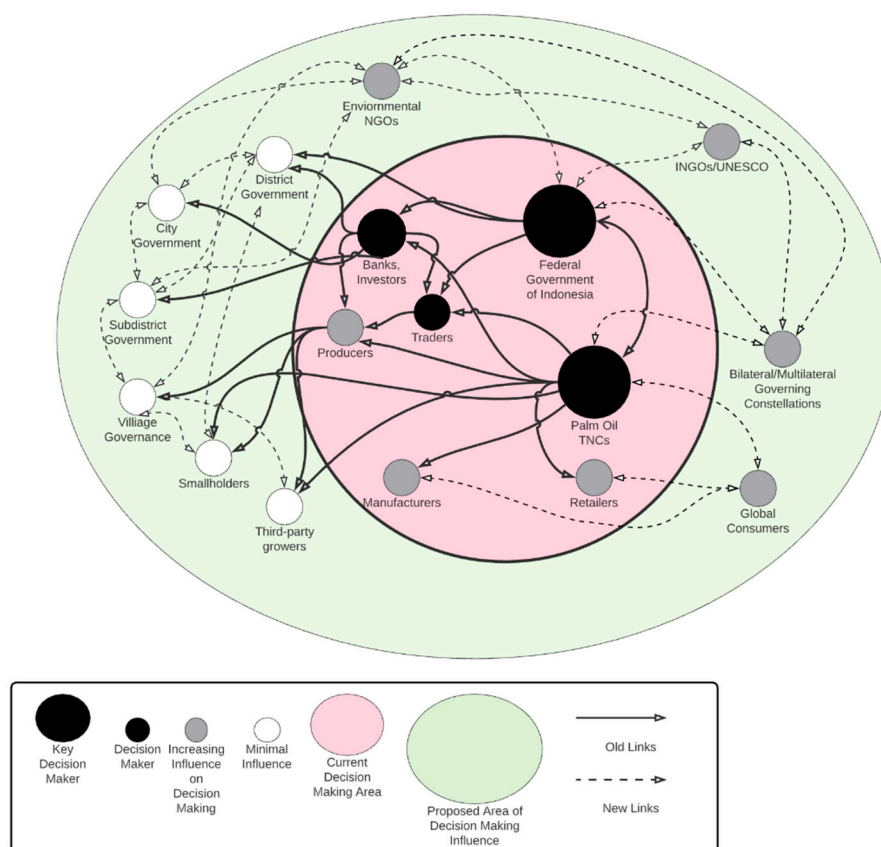 Enviornmental
NGOs
INGOs/UNESCO
District
Government
City
Government
Banks,
Investors
Federal
Government
of Indonesia
Subdistrict
Government
Producers
Traders
Bilateral/Multilateral
Governing
Constellations
Villiage
Governance
Palm Oil
TNCs
Smallholders
Third-party
growers
Manufacturers
Retailers
Global
Consumers
Key
Decision
Maker
Decision
Maker
Increasing
Influence
on
Decision
Making
Minimal
Influence
Current
Decision
Making Area
Proposed Area of
Decision Making
Influence
Old Links
New Links